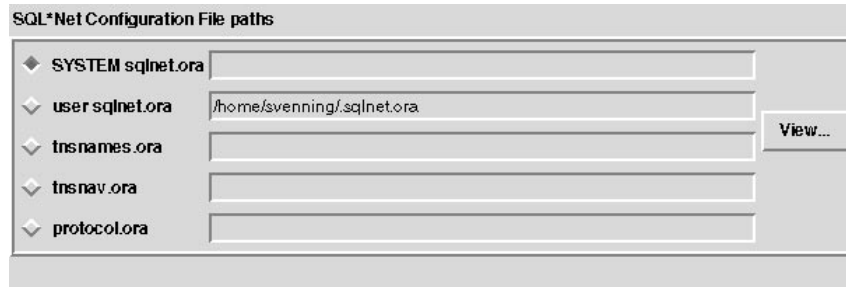 SQL*Net Configuration File paths
SYSTEM sqlnet.ora
user sqlnet.ora /home/svenning/.sqlnet.ora
View...
tnsnames.ora
tnsnav.ora
protocol.ora